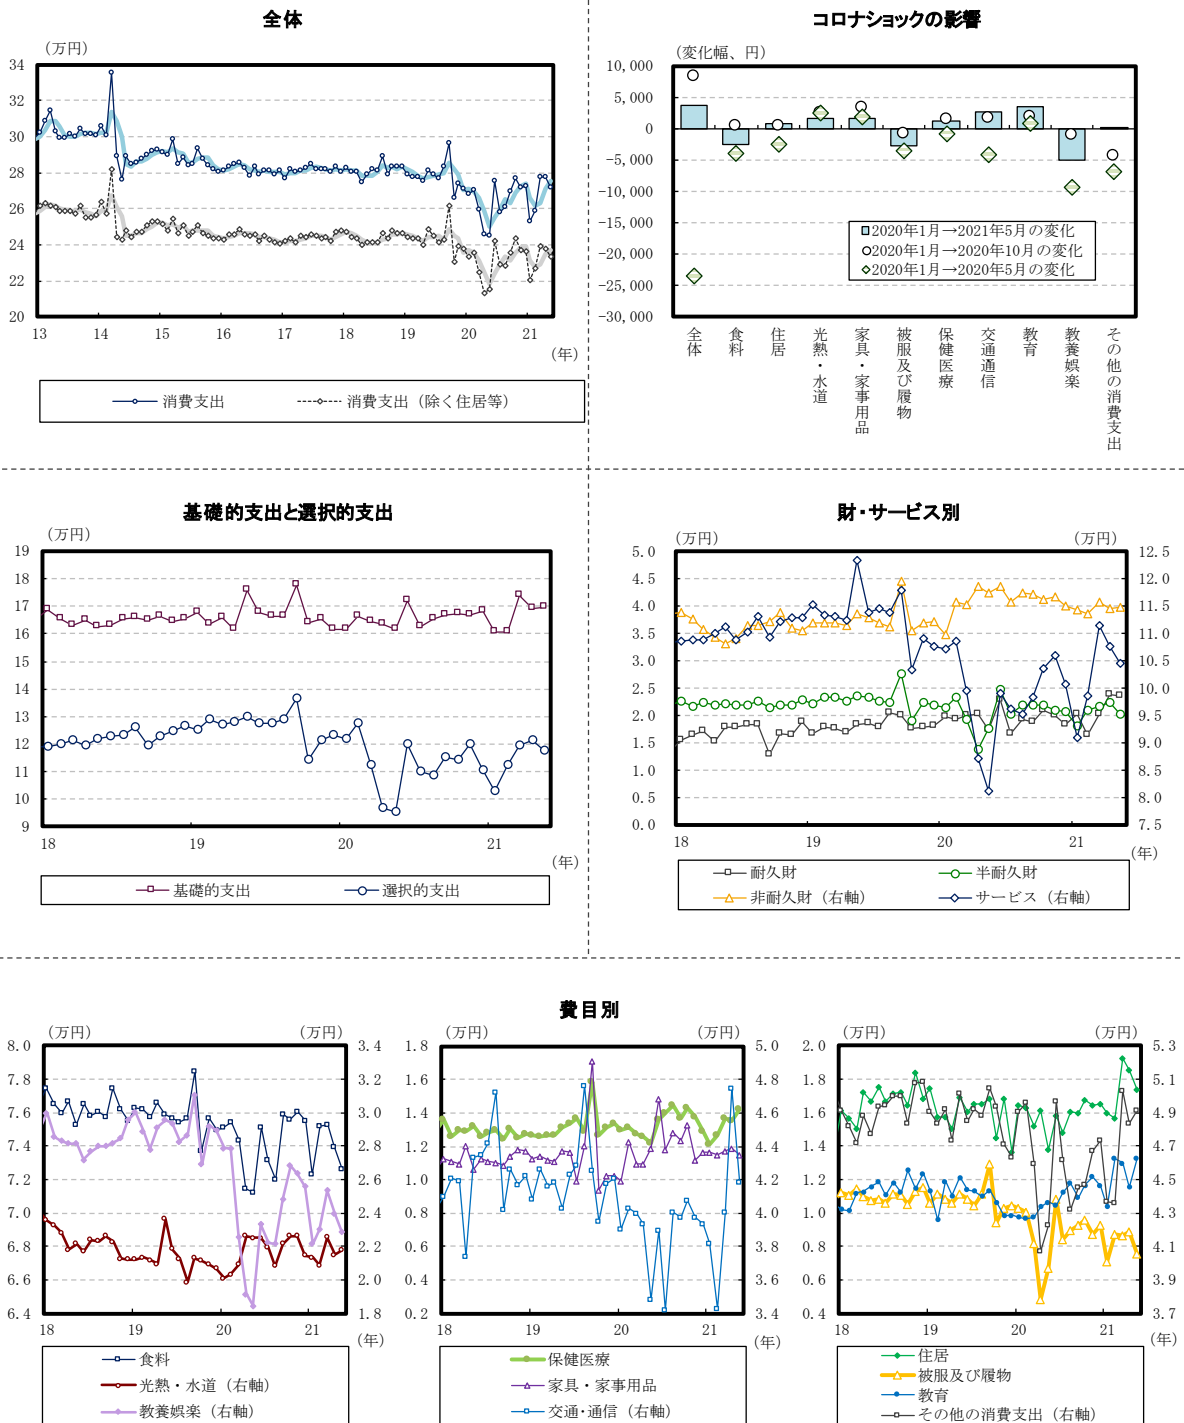 全体
（万円）
34
32
30
28
26
24
22
20
13 14 15 16 17 18 19 20 21
（年）
消費支出 消費支出（除く住居等）
コロナショックの影響
（変化幅、円）
10,000
5,000
0
−5,000
−10,000
−15,000
−20,000
−25,000
−30,000
2020年1月→2021年5月の変化
2020年1月→2020年10月の変化
2020年1月→2020年5月の変化
全体
食料
住居
光熱・水道
家具・家事用品
被服及び履物
保健医療
交通通信
教育
教養娯楽
その他の消費支出
基礎的支出と選択的支出
（万円）
19
18
17
16
15
14
13
12
11
10
9
18 19 20 21
（年）
基礎的支出 選択的支出
財・サービス別
（万円） （万円）
5.0 12.5
4.5 12.0
4.0 11.5
3.5 11.0
3.0 10.5
2.5 10.0
2.0 9.5
1.5 9.0
1.0 8.5
0.5 8.0
0.0 7.5
18 19 20 21
（年）
耐久財 半耐久財
非耐久財（右軸） サービス（右軸）
費目別
（万円） （万円）
8.0 3.4
7.8 3.2
7.6 3.0
7.4 2.8
7.2 2.6
7.0 2.4
6.8 2.2
6.6 2.0
6.4 1.8
18 19 20 21
（年）
食料
光熱・水道（右軸）
教養娯楽（右軸）
（万円） （万円）
1.8 5.0
1.6 4.8
1.4 4.6
1.2 4.4
1.0 4.2
0.8 4.0
0.6 3.8
0.4 3.6
0.2 3.4
18 19 20 21
（年）
保健医療
家具・家事用品
交通・通信（右軸）
（万円） （万円）
2.0 5.3
1.8 5.1
1.6 4.9
1.4 4.7
1.2 4.5
1.0 4.3
0.8 4.1
0.6 3.9
0.4 3.7
18 19 20 21
（年）
住居
被服及び履物
教育
その他の消費支出（右軸）